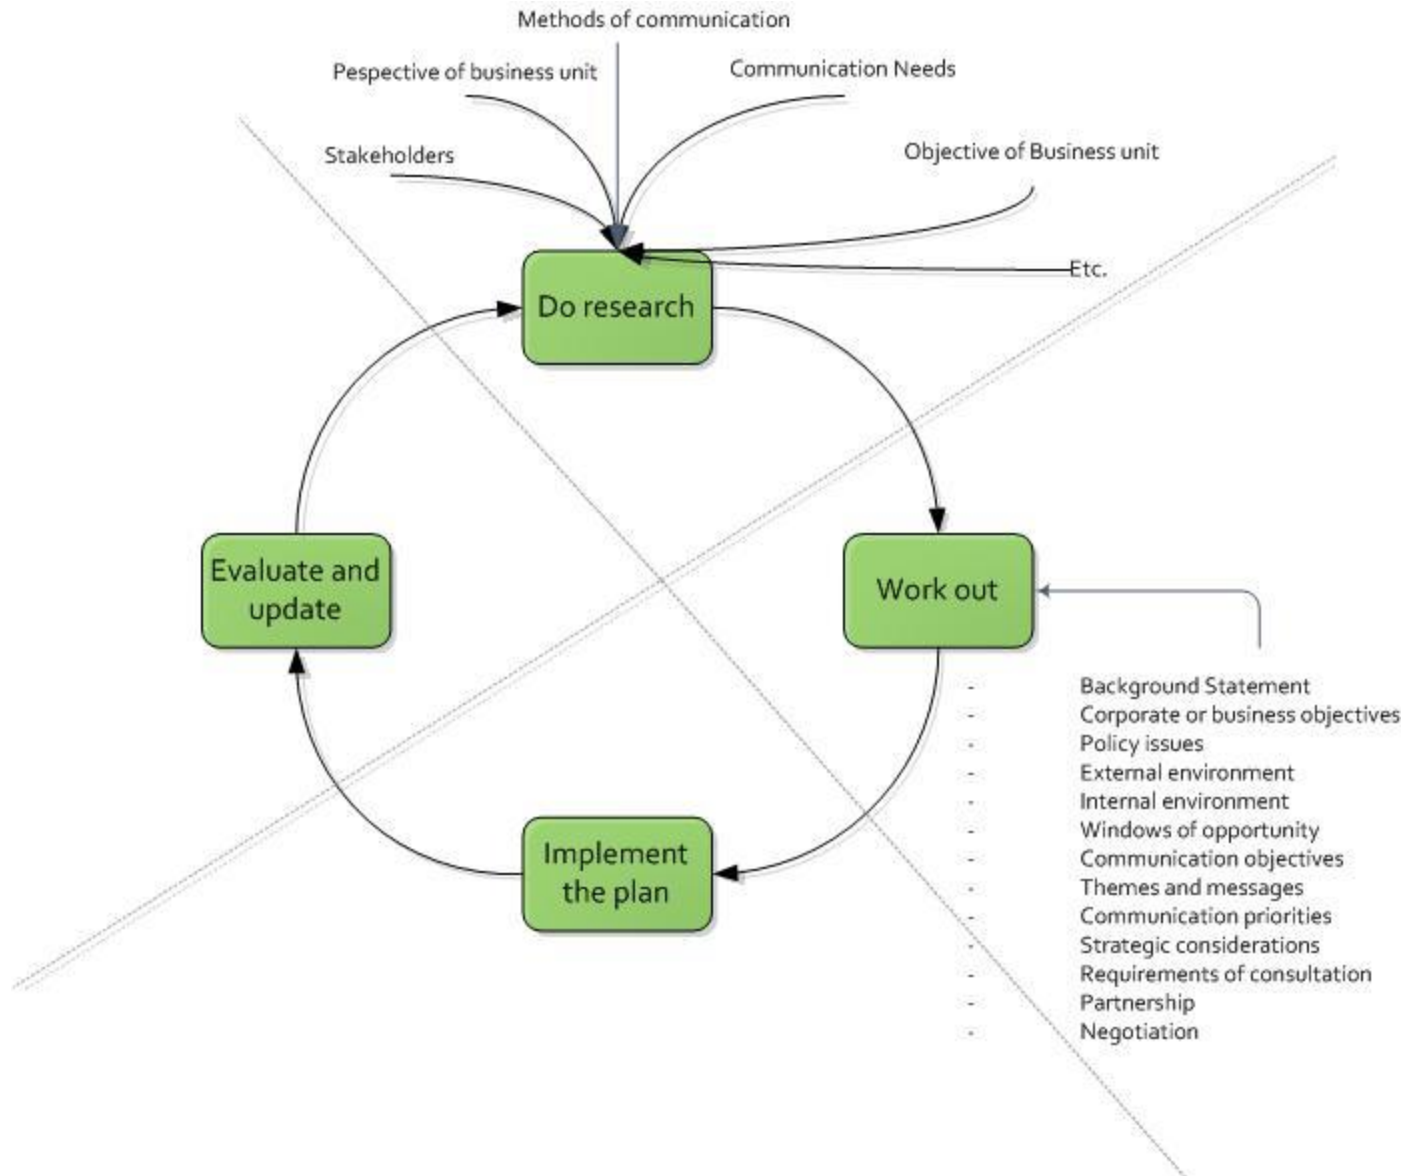 Methods of communication
Pespective of business unit
Communication Needs
Stakeholders
Objective of Business unit
Etc.
Do research
Evaluate and
update
Work out
- Background Statement
- Corporate or business objectives
- Policy issues
- External environment
- Internal environment
- Windows of opportunity
- Communication objectives
- Themes and messages
- Communication priorities
- Strategic considerations
- Requirements of consultation
- Partnership
- Negotiation
Implement
the plan